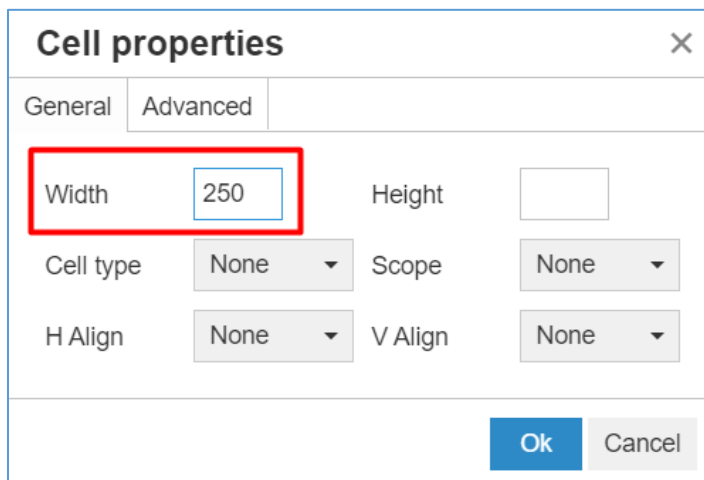 Cell properties
General Advanced
Width 250 Height
Cell type None Scope None
H Align None V Align None
Ok Cancel